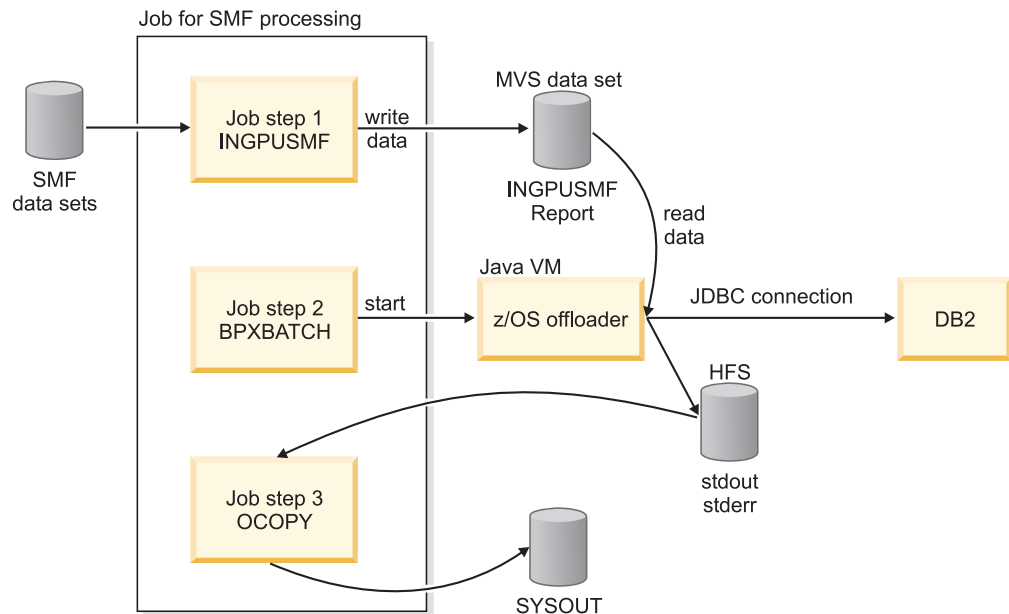 Job for SMF processing
SMF
data sets
Job step 1
INGPUSMF
write
data
MVS data set
INGPUSMF
Report
read
data
Job step 2
BPXBATCH
start
Java VM
z/OS offloader
JDBC connection
DB2
HFS
stdout
stderr
Job step 3
OCOPY
SYSOUT